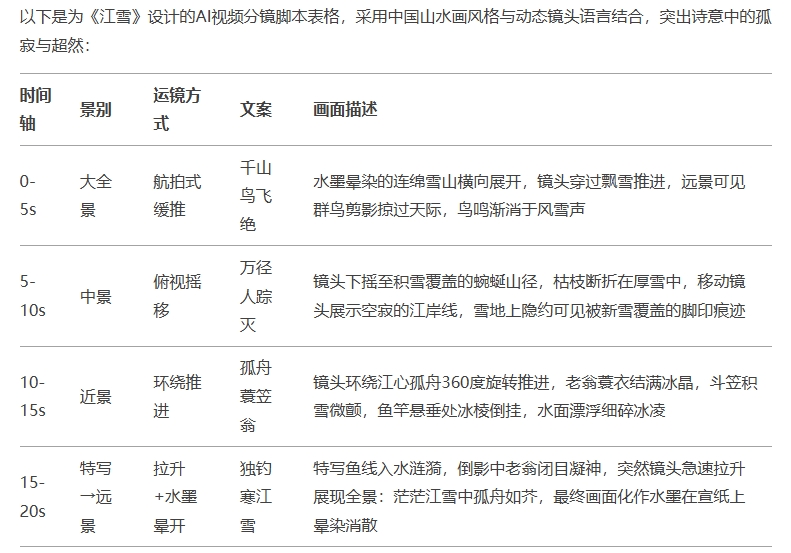 以下是为《江雪》设计的AI视频分镜脚本表格，采用中国山水画风格与动态镜头语言结合，突出诗意中的孤
寂与超然：
时间
轴
景别
运镜方
式
文案
画面描述
0-
5s
大全
景
航拍式
缓推
千山
鸟飞
绝
水墨晕染的连绵雪山横向展开，镜头穿过飘雪推进，远景可见
群鸟剪影掠过天际，鸟鸣渐消于风雪声
5-
10s
中景
俯视摇
移
万径
人踪
灭
镜头下摇至积雪覆盖的蜿蜒山径，枯枝断折在厚雪中，移动镜
头展示空寂的江岸线，雪地上隐约可见被新雪覆盖的脚印痕迹
10-
15s
近景
环绕推
进
孤舟
蓑笠
翁
镜头环绕江心孤舟360度旋转推进，老翁蓑衣结满冰晶，斗笠积
雪微颤，鱼竿悬垂处冰棱倒挂，水面漂浮细碎冰凌
15-
20s
特写
→远
景
拉升
+水墨
晕开
独钓
寒江
雪
特写鱼线入水涟漪，倒影中老翁闭目凝神，突然镜头急速拉升
展现全景：茫茫江雪中孤舟如芥，最终画面化作水墨在宣纸上
晕染消散